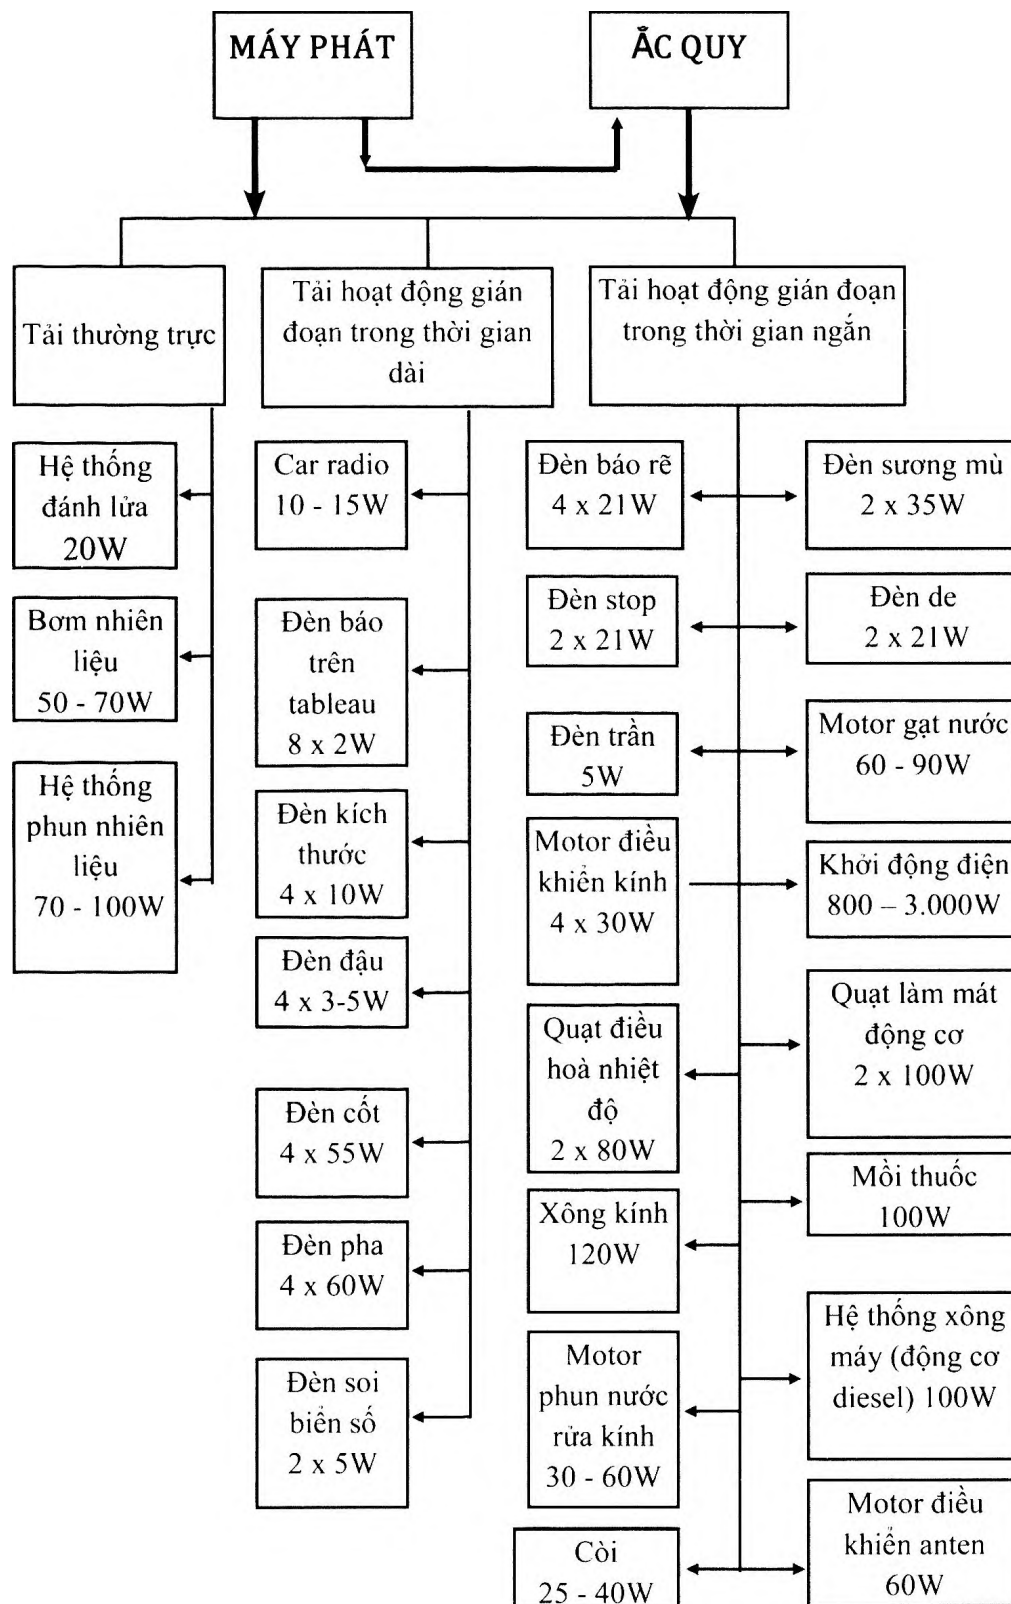 MÁY PHÁT
ẮC QUY
Tải thường trực
Tải hoạt động gián
đoạn trong thời gian
dài
Tải hoạt động gián đoạn
trong thời gian ngắn
Hệ thống
đánh lửa
20W
Bơm nhiên
liệu
50 - 70W
Hệ thống
phun nhiên
liệu
70 - 100W
Car radio
10 - 15W
Đèn báo
trên
tableau
8 x 2W
Đèn kích
thước
4 x 10W
Đèn đậu
4 x 3-5W
Đèn cốt
4 x 55W
Đèn pha
4 x 60W
Đèn soi
biển số
2 x 5W
Đèn báo rẽ
4 x 21W
Đèn stop
2 x 21W
Đèn trần
5W
Motor điều
khiển kính
4 x 30W
Quạt điều
hoà nhiệt
độ
2 x 80W
Xông kính
120W
Motor
phun nước
rửa kính
30 - 60W
Còi
25 - 40W
Đèn sương mù
2 x 35W
Đèn de
2 x 21W
Motor gạt nước
60 - 90W
Khởi động điện
800 – 3.000W
Quạt làm mát
động cơ
2 x 100W
Mồi thuốc
100W
Hệ thống xông
máy (động cơ
diesel) 100W
Motor điều
khiển anten
60W